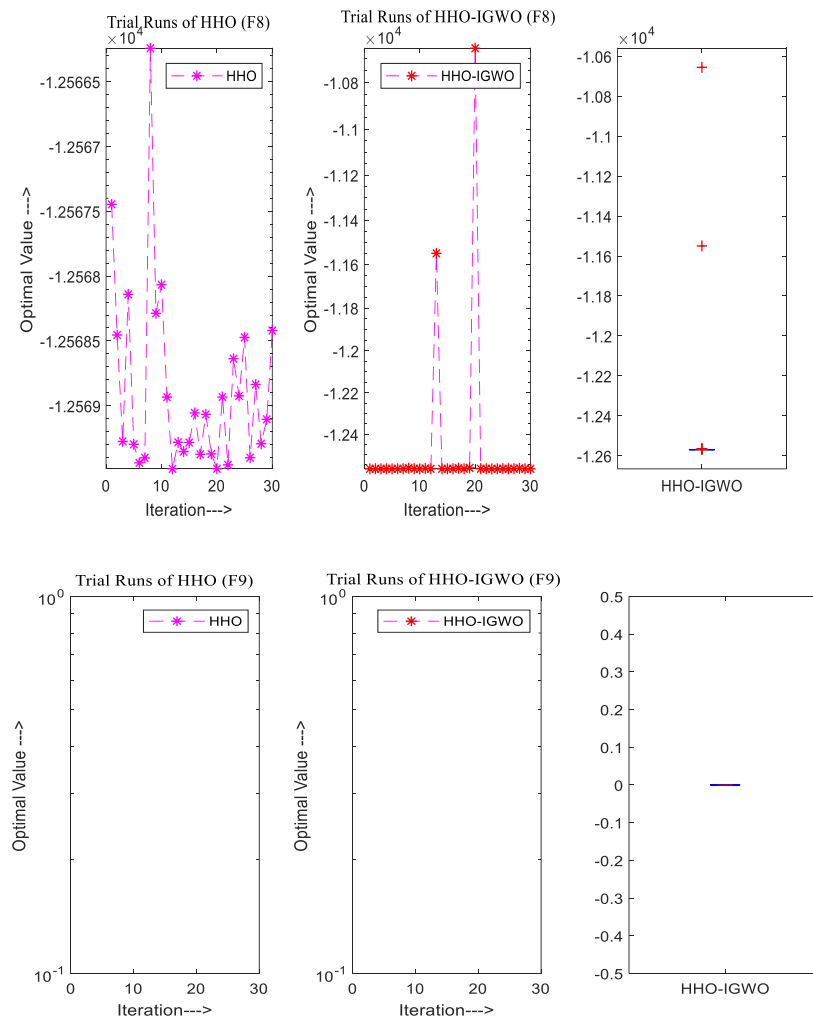 Trial Runs of HHO (F8)
×10^4
-1.25665
-1.2567
-1.25675
-1.2568
-1.25685
-1.2569
Optimal Value --->
HHO
0 10 20 30
Iteration--->
Trial Runs of HHO-IGWO (F8)
×10^4
-1.08
-1.1
-1.12
-1.14
-1.16
-1.18
-1.2
-1.22
-1.24
Optimal Value --->
HHO-IGWO
0 10 20 30
Iteration--->
×10^4
-1.06
-1.08
-1.1
-1.12
-1.14
-1.16
-1.18
-1.2
-1.22
-1.24
-1.26
HHO-IGWO
Trial Runs of HHO (F9)
10^0
10^-1
Optimal Value --->
HHO
0 10 20 30
Iteration--->
Trial Runs of HHO-IGWO (F9)
10^0
10^-1
Optimal Value --->
HHO-IGWO
0 10 20 30
Iteration--->
0.5
0.4
0.3
0.2
0.1
0
-0.1
-0.2
-0.3
-0.4
-0.5
HHO-IGWO